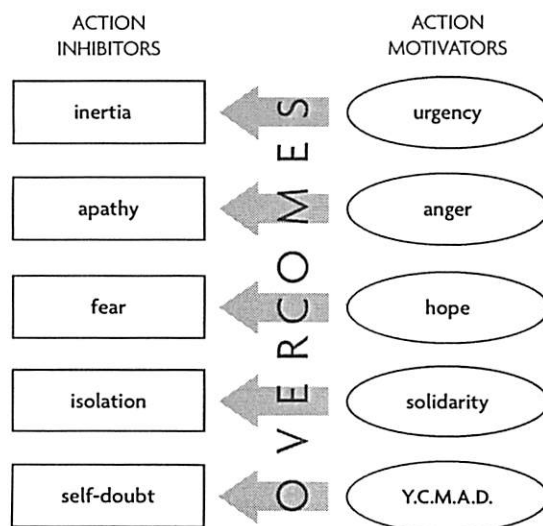 ACTION
INHIBITORS
ACTION
MOTIVATORS
inertia
urgency
apathy
anger
fear
hope
isolation
solidarity
self-doubt
Y.C.M.A.D.
OVERCOMES